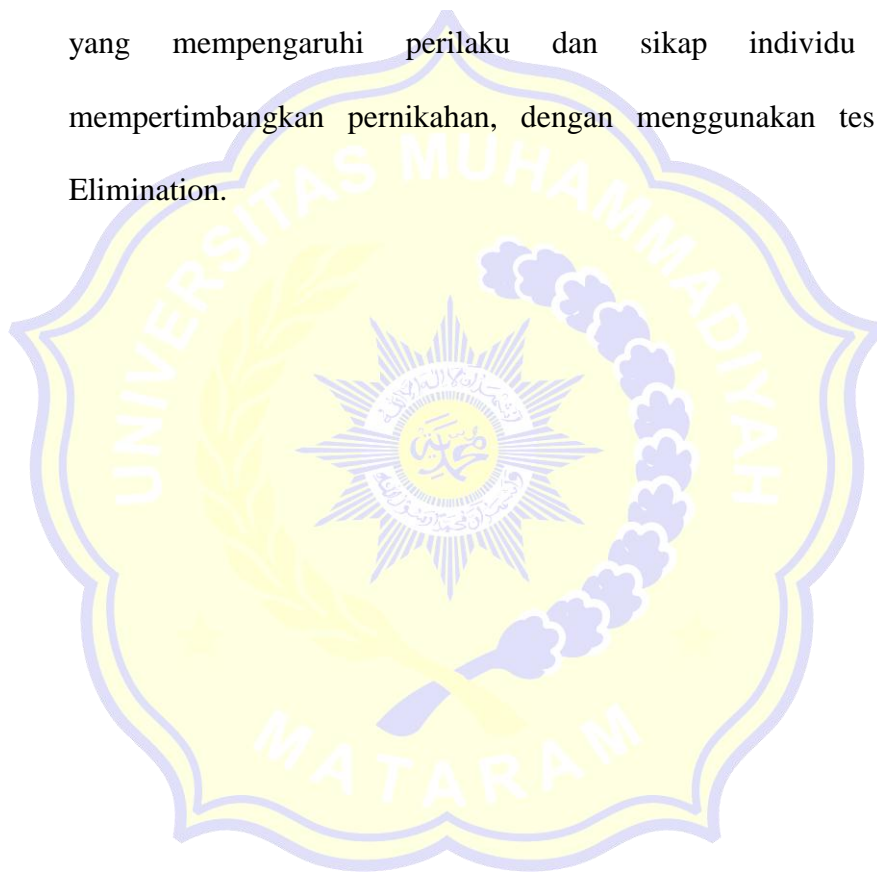 yang mempengaruhi perilaku dan sikap individu
mempertimbangkan pernikahan, dengan menggunakan tes
Elimination.
UNIVERSITAS MUHAMMADIYAH
MATARAM